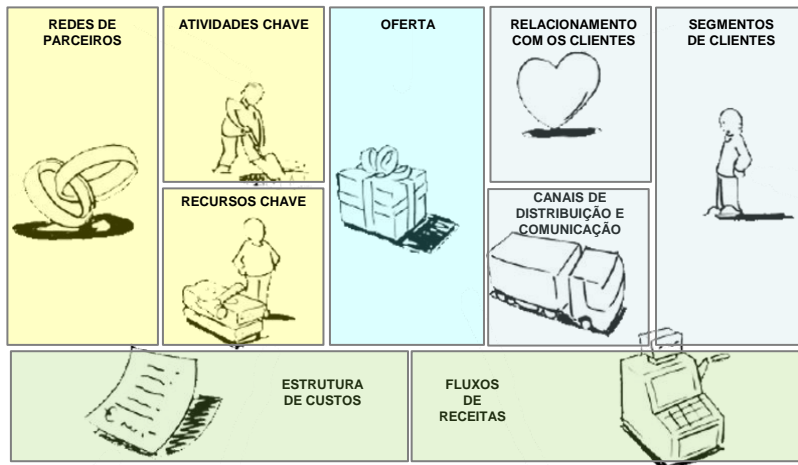 REDES DE
PARCEIROS
ATIVIDADES CHAVE
OFERTA
RELACIONAMENTO
COM OS CLIENTES
SEGMENTOS
DE CLIENTES
RECURSOS CHAVE
CANAIS DE
DISTRIBUIÇÃO E
COMUNICAÇÃO
ESTRUTURA
DE CUSTOS
FLUXOS
DE
RECEITAS